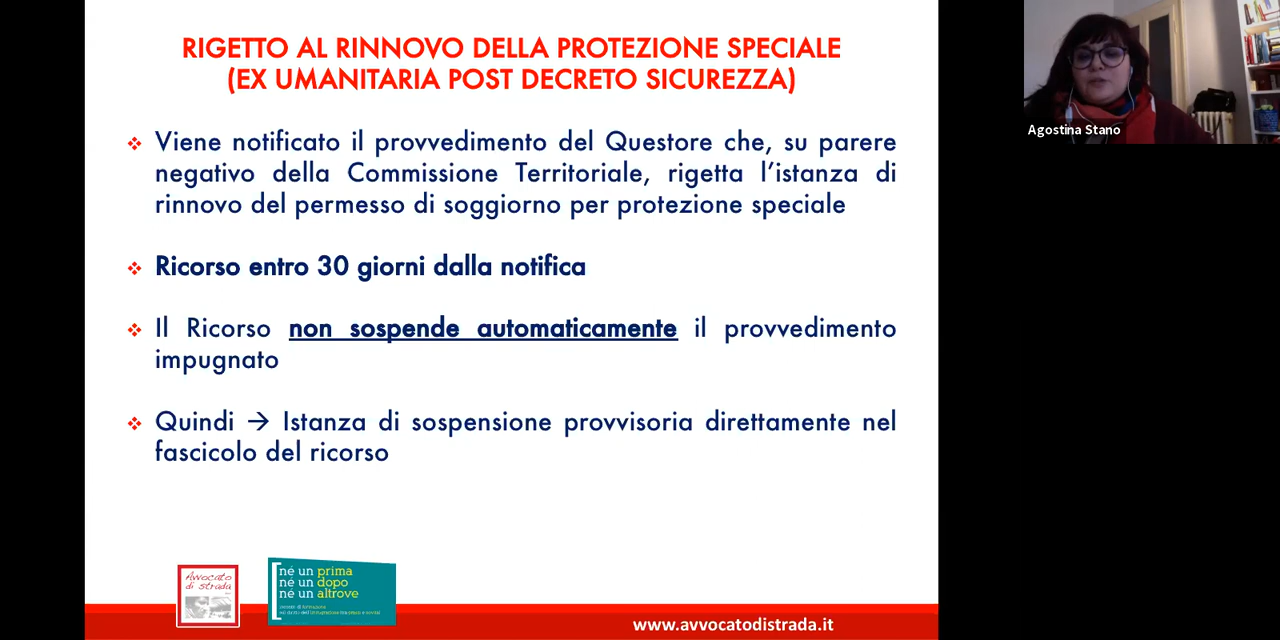 RIGETTO AL RINNOVO DELLA PROTEZIONE SPECIALE
(EX UMANITARIA POST DECRETO SICUREZZA)
Viene notificato il provvedimento del Questore che, su parere
negativo della Commissione Territoriale, rigetta l’istanza di
rinnovo del permesso di soggiorno per protezione speciale
Ricorso entro 30 giorni dalla notifica
Il Ricorso non sospende automaticamente il provvedimento
impugnato
Quindi → Istanza di sospensione provvisoria direttamente nel
fascicolo del ricorso
Agostina Stano
Avvocato
di strada
né un prima
né un dopo
né un altrove
www.avvocatodistrada.it